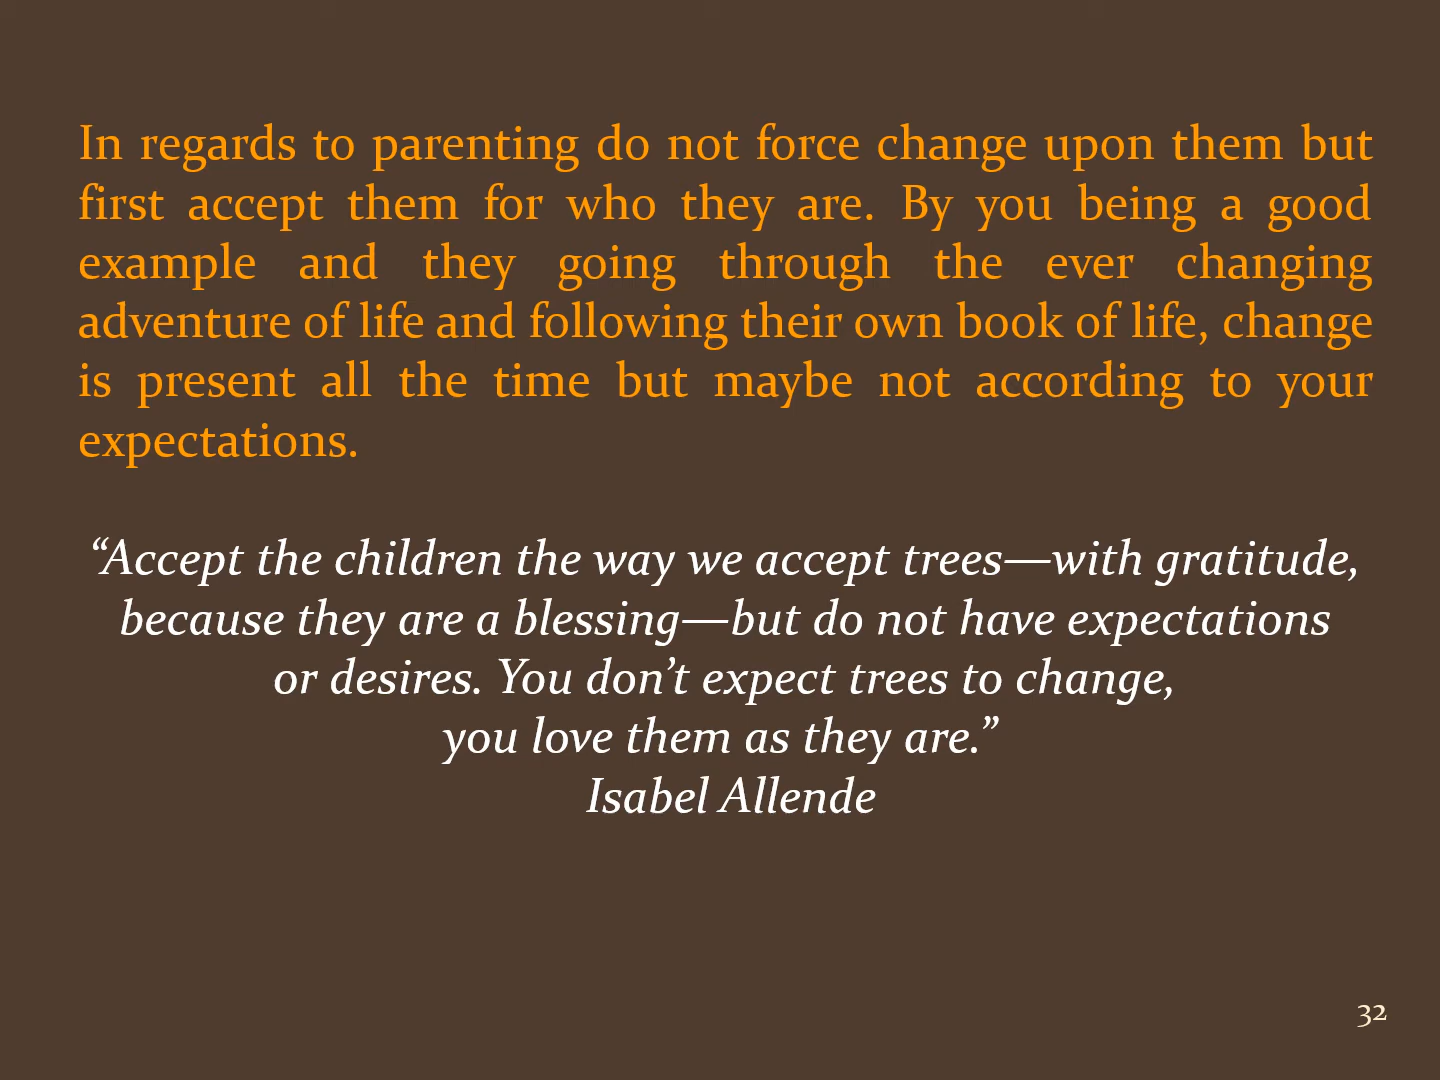 In regards to parenting do not force change upon them but
first accept them for who they are. By you being a good
example and they going through the ever changing
adventure of life and following their own book of life, change
is present all the time but maybe not according to your
expectations.
“Accept the children the way we accept trees—with gratitude,
because they are a blessing—but do not have expectations
or desires. You don’t expect trees to change,
you love them as they are.”
Isabel Allende
32